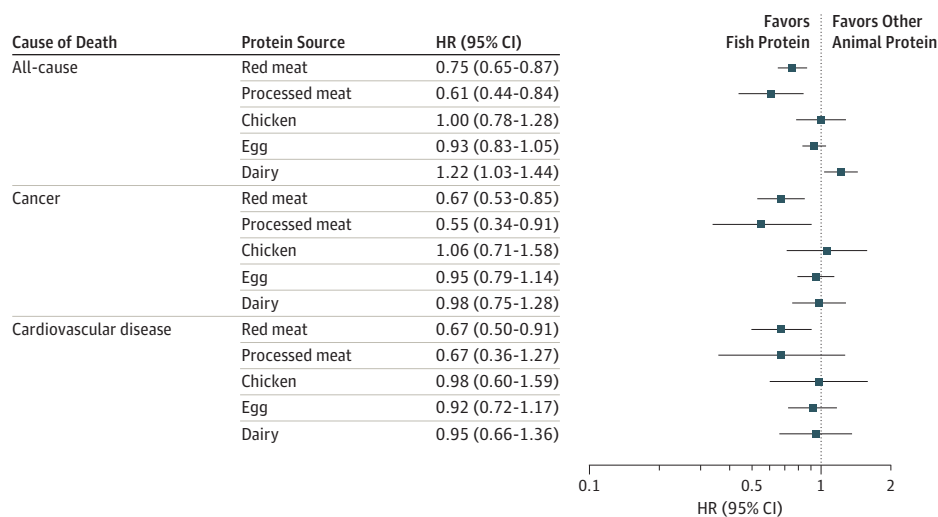 Favors Fish Protein
Favors Other Animal Protein
Cause of Death Protein Source HR (95% CI)
All-cause Red meat 0.75 (0.65-0.87)
Processed meat 0.61 (0.44-0.84)
Chicken 1.00 (0.78-1.28)
Egg 0.93 (0.83-1.05)
Dairy 1.22 (1.03-1.44)
Cancer Red meat 0.67 (0.53-0.85)
Processed meat 0.55 (0.34-0.91)
Chicken 1.06 (0.71-1.58)
Egg 0.95 (0.79-1.14)
Dairy 0.98 (0.75-1.28)
Cardiovascular disease Red meat 0.67 (0.50-0.91)
Processed meat 0.67 (0.36-1.27)
Chicken 0.98 (0.60-1.59)
Egg 0.92 (0.72-1.17)
Dairy 0.95 (0.66-1.36)
0.1 0.5 1 2
HR (95% CI)